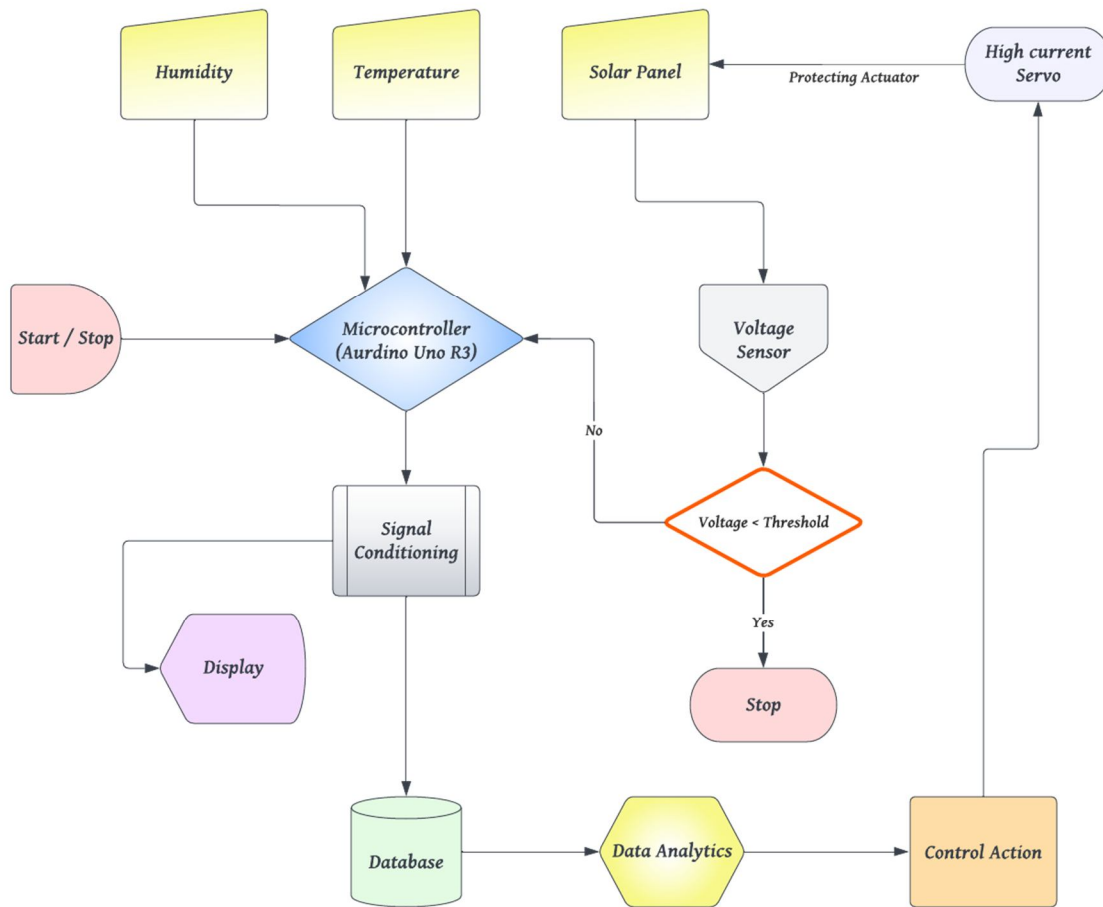 Humidity
Temperature
Solar Panel
Protecting Actuator
High current
Servo
Start / Stop
Microcontroller
(Aurdino Uno R3)
Voltage
Sensor
No
Voltage < Threshold
Signal
Conditioning
Yes
Display
Stop
Database
Data Analytics
Control Action